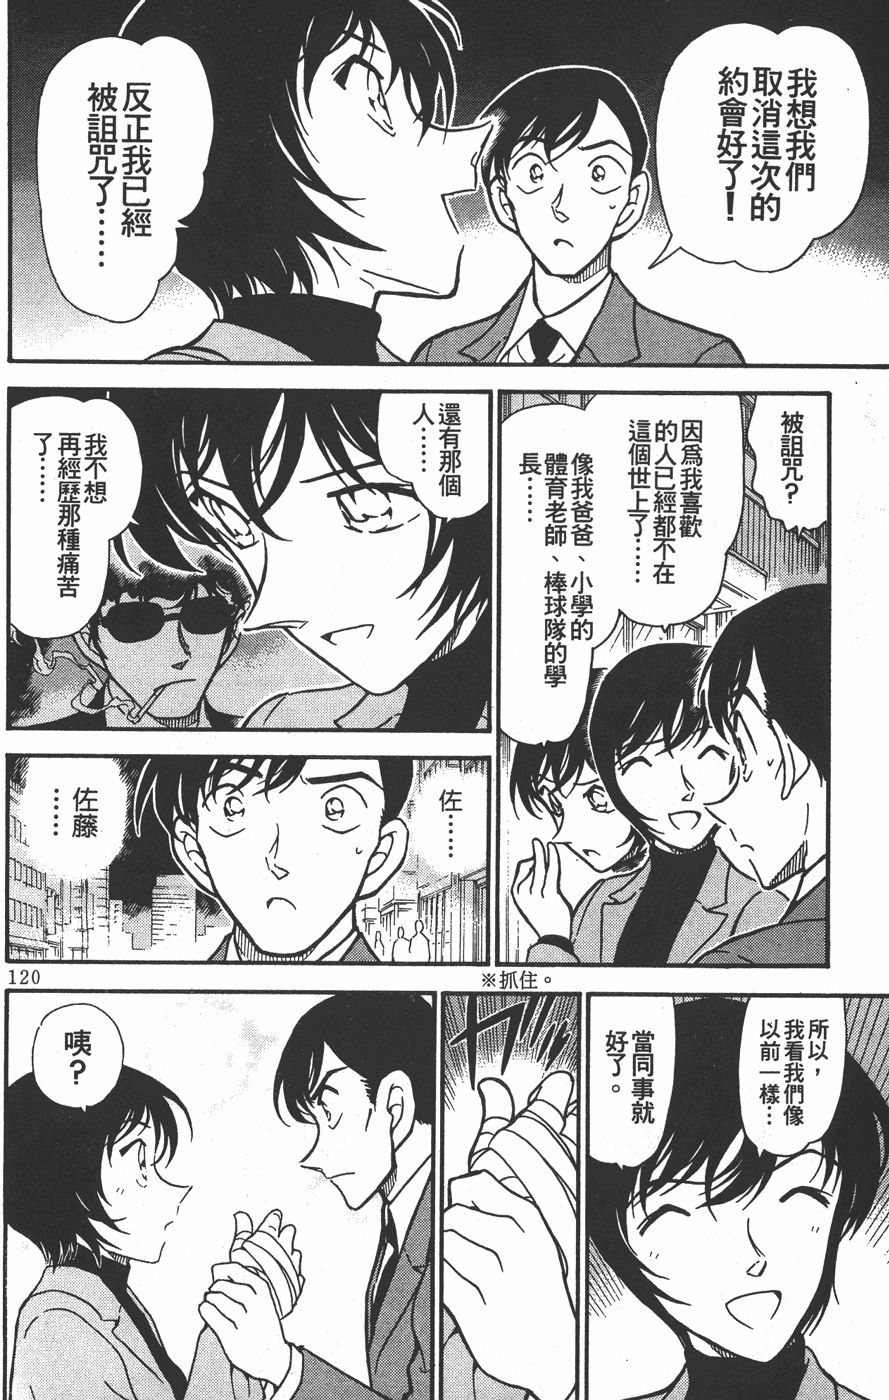 我想我們
取消這次的
約會好了！
反正我已經
被詛咒了……
被詛咒？
因為我喜歡
的人已經都不在
這個世上了……
像我爸爸、小學的
體育老師、棒球隊的學
長……
還有那個
人……
我不想
再經歷那種痛苦
了……
佐……
佐藤
……
120
※抓住。
所以，
我看我們像
以前一樣…
當同事就
好了。
ガッ
咦？